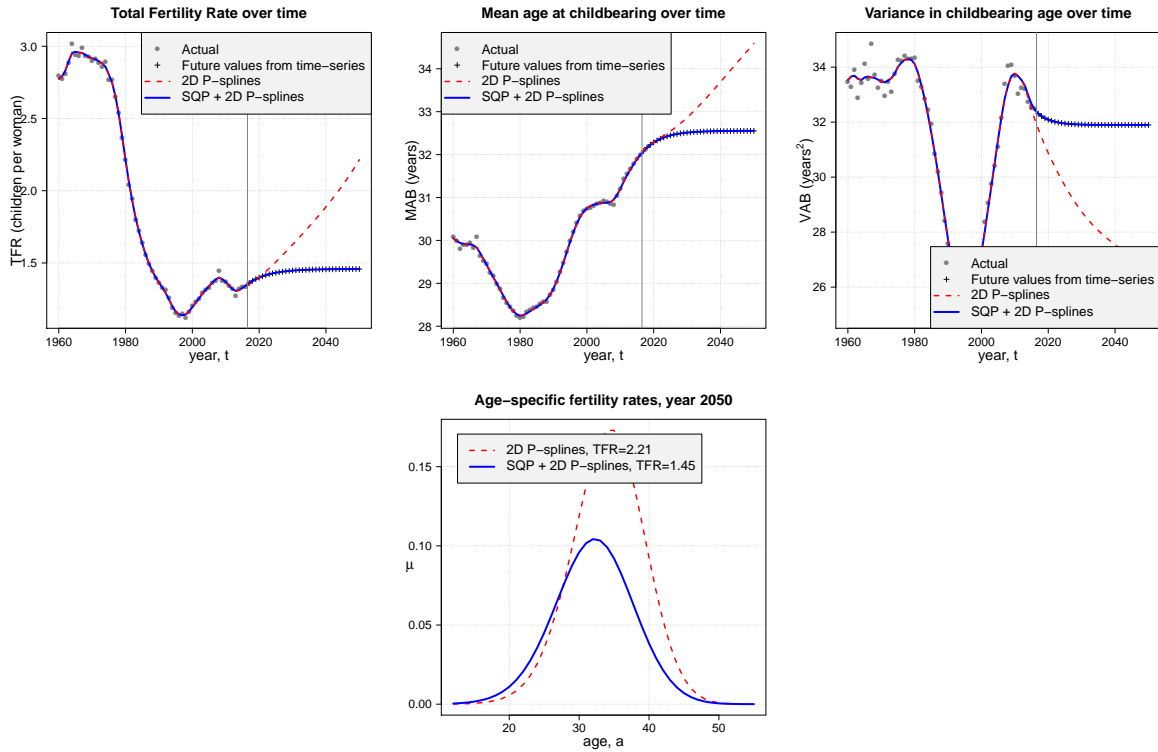 Total Fertility Rate over time
TFR (children per woman)
3.0
2.5
2.0
1.5
1960
1980
2000
2020
2040
year, t
Actual
Future values from time−series
2D P−splines
SQP + 2D P−splines
Mean age at childbearing over time
MAB (years)
34
33
32
31
30
29
28
1960
1980
2000
2020
2040
year, t
Actual
Future values from time−series
2D P−splines
SQP + 2D P−splines
Variance in childbearing age over time
VAB (years²)
34
32
30
28
26
1960
1980
2000
2020
2040
year, t
Actual
Future values from time−series
2D P−splines
SQP + 2D P−splines
Age−specific fertility rates, year 2050
μ
0.15
0.10
0.05
0.00
20
30
40
50
age, a
2D P−splines, TFR=2.21
SQP + 2D P−splines, TFR=1.45